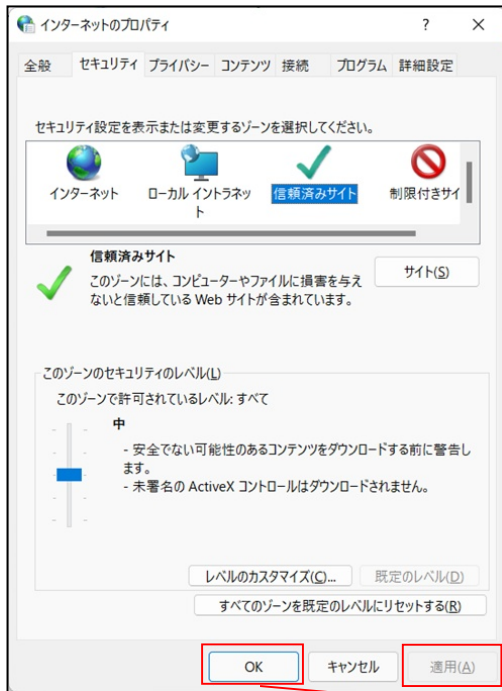 インターネットのプロパティ ? ×
全般 セキュリティ プライバシー コンテンツ 接続 プログラム 詳細設定
セキュリティ設定を表示または変更するゾーンを選択してください。
インターネット ローカル イントラネッ 信頼済みサイト 制限付きサイ
ト
信頼済みサイト
このゾーンには、コンピューターやファイルに損害を与え
ないと信頼している Web サイトが含まれています。
サイト(S)
このゾーンのセキュリティのレベル(L)
このゾーンで許可されているレベル: すべて
中
- 安全でない可能性のあるコンテンツをダウンロードする前に警告し
ます。
- 未署名の ActiveX コントロールはダウンロードされません。
レベルのカスタマイズ(C)... 既定のレベル(D)
すべてのゾーンを既定のレベルにリセットする(R)
OK キャンセル 適用(A)